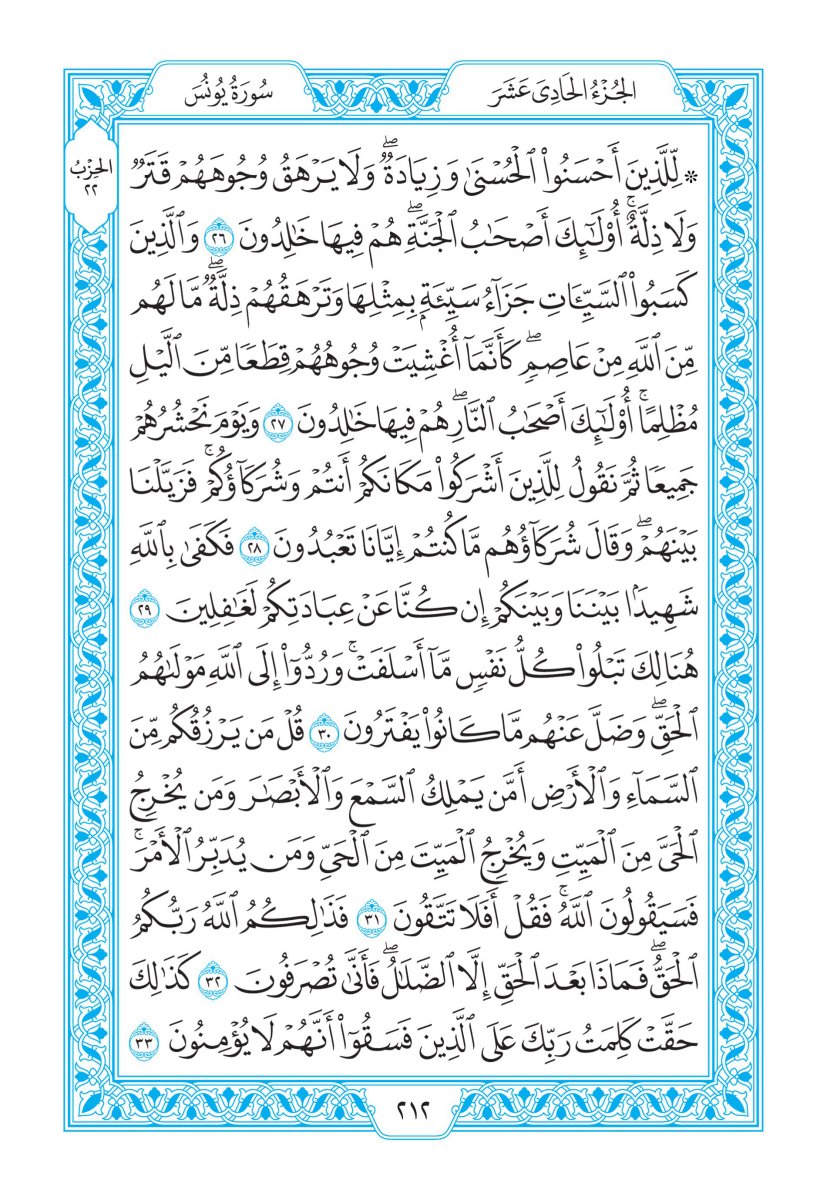 الجُزْءُ الحَادِى عَشَرَ
سُورَةُ يُونُسَ
الحِزْبُ
٢٢
* لِّلَّذِينَ أَحْسَنُوا۟ ٱلْحُسْنَىٰ وَزِيَادَةٌ ۖ وَلَا يَرْهَقُ وُجُوهَهُمْ قَتَرٌ
وَلَا ذِلَّةٌ ۚ أُو۟لَـٰٓئِكَ أَصْحَـٰبُ ٱلْجَنَّةِ ۖ هُمْ فِيهَا خَـٰلِدُونَ ٢٦ وَٱلَّذِينَ
كَسَبُوا۟ ٱلسَّيِّـَٔاتِ جَزَآءُ سَيِّئَةٍۭ بِمِثْلِهَا وَتَرْهَقُهُمْ ذِلَّةٌ ۖ مَّا لَهُم
مِّنَ ٱللَّهِ مِنْ عَاصِمٍ ۖ كَأَنَّمَآ أُغْشِيَتْ وُجُوهُهُمْ قِطَعًا مِّنَ ٱلَّيْلِ
مُظْلِمًا ۚ أُو۟لَـٰٓئِكَ أَصْحَـٰبُ ٱلنَّارِ ۖ هُمْ فِيهَا خَـٰلِدُونَ ٢٧ وَيَوْمَ نَحْشُرُهُمْ
جَمِيعًا ثُمَّ نَقُولُ لِلَّذِينَ أَشْرَكُوا۟ مَكَانَكُمْ أَنتُمْ وَشُرَكَآؤُكُمْ ۚ فَزَيَّلْنَا
بَيْنَهُمْ ۖ وَقَالَ شُرَكَآؤُهُم مَّا كُنتُمْ إِيَّانَا تَعْبُدُونَ ٢٨ فَكَفَىٰ بِٱللَّهِ
شَهِيدًۢا بَيْنَنَا وَبَيْنَكُمْ إِن كُنَّا عَنْ عِبَادَتِكُمْ لَغَـٰفِلِينَ ٢٩
هُنَالِكَ تَبْلُوا۟ كُلُّ نَفْسٍ مَّآ أَسْلَفَتْ ۚ وَرُدُّوٓا۟ إِلَى ٱللَّهِ مَوْلَىٰهُمُ
ٱلْحَقِّ ۖ وَضَلَّ عَنْهُم مَّا كَانُوا۟ يَفْتَرُونَ ٣٠ قُلْ مَن يَرْزُقُكُم مِّنَ
ٱلسَّمَآءِ وَٱلْأَرْضِ أَمَّن يَمْلِكُ ٱلسَّمْعَ وَٱلْأَبْصَـٰرَ وَمَن يُخْرِجُ
ٱلْحَىَّ مِنَ ٱلْمَيِّتِ وَيُخْرِجُ ٱلْمَيِّتَ مِنَ ٱلْحَىِّ وَمَن يُدَبِّرُ ٱلْأَمْرَ ۚ
فَسَيَقُولُونَ ٱللَّهُ ۚ فَقُلْ أَفَلَا تَتَّقُونَ ٣١ فَذَٰلِكُمُ ٱللَّهُ رَبُّكُمُ
ٱلْحَقُّ ۖ فَمَاذَا بَعْدَ ٱلْحَقِّ إِلَّا ٱلضَّلَـٰلُ ۖ فَأَنَّىٰ تُصْرَفُونَ ٣٢ كَذَٰلِكَ
حَقَّتْ كَلِمَتُ رَبِّكَ عَلَى ٱلَّذِينَ فَسَقُوٓا۟ أَنَّهُمْ لَا يُؤْمِنُونَ ٣٣
٢١٢